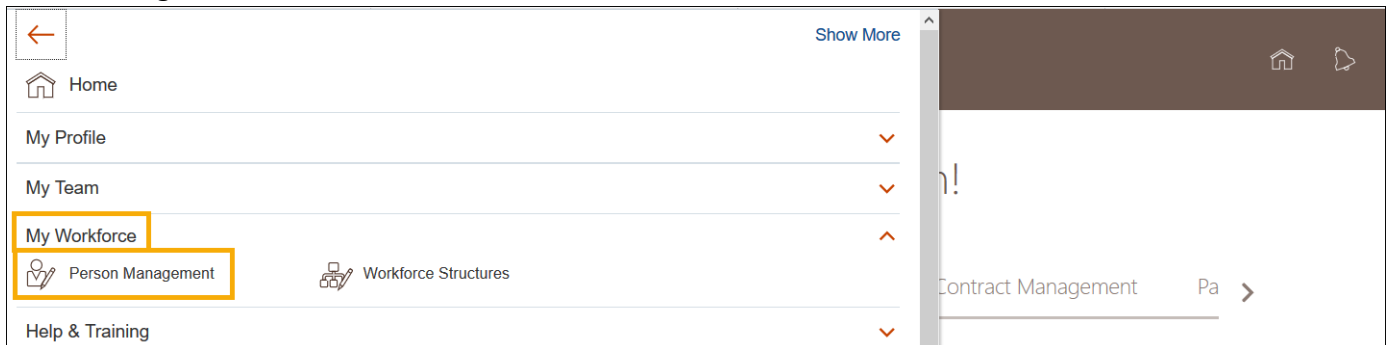 Show More
Home
My Profile
My Team
n!
My Workforce
Person Management
Workforce Structures
Contract Management
Pa
Help & Training